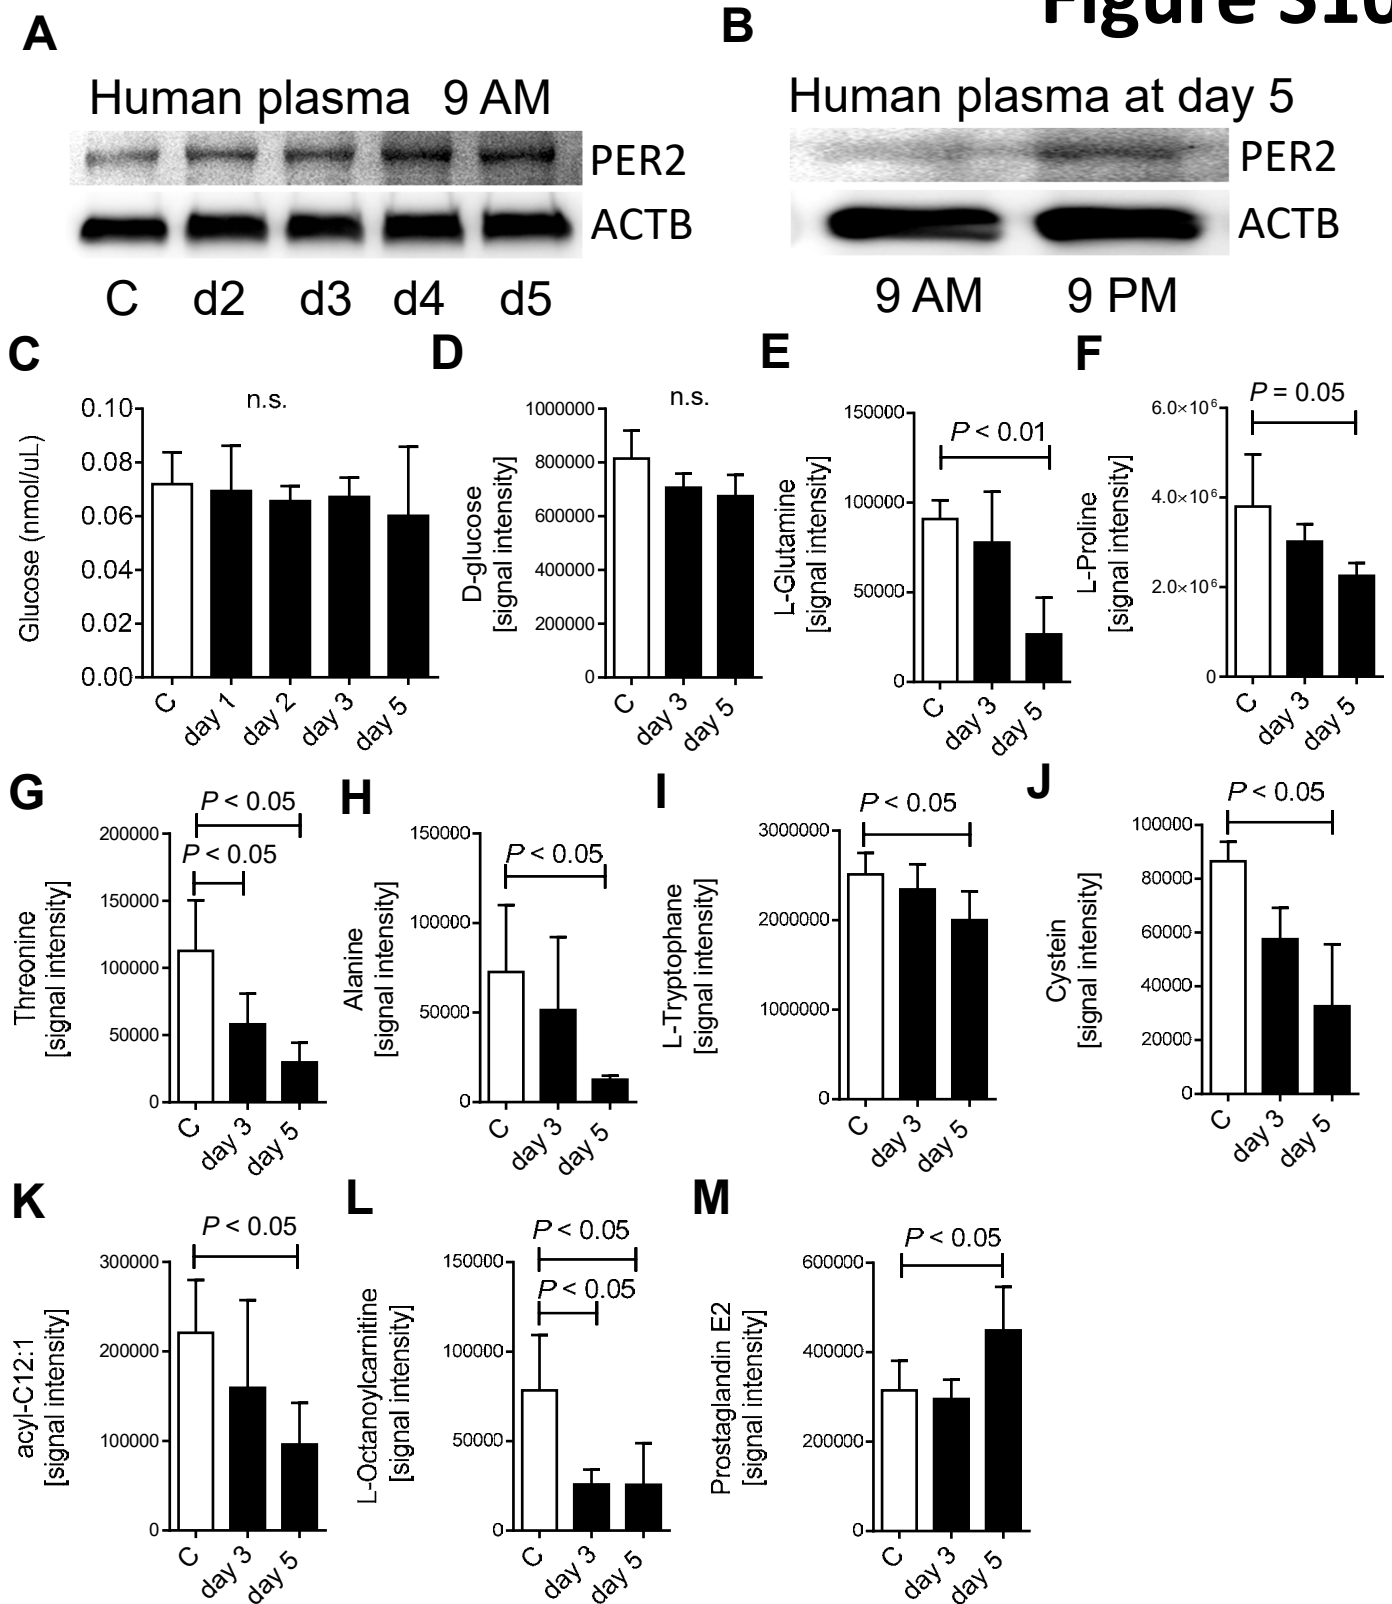 Figure S10
A
Human plasma 9 AM
PER2
ACTB
C d2 d3 d4 d5
B
Human plasma at day 5
PER2
ACTB
9 AM 9 PM
C
n.s.
Glucose (nmol/uL)
0.10
0.08
0.06
0.04
0.02
0.00
C day 1 day 2 day 3 day 5
D
n.s.
D-glucose
[signal intensity]
1000000
800000
600000
400000
200000
0
C day 3 day 5
E
P < 0.01
L-Glutamine
[signal intensity]
150000
100000
50000
0
C day 3 day 5
F
P = 0.05
L-Proline
[signal intensity]
6.0×10⁶
4.0×10⁶
2.0×10⁶
0
C day 3 day 5
G
P < 0.05
P < 0.05
Threonine
[signal intensity]
200000
150000
100000
50000
0
C day 3 day 5
H
P < 0.05
Alanine
[signal intensity]
150000
100000
50000
0
C day 3 day 5
I
P < 0.05
L-Tryptophane
[signal intensity]
3000000
2000000
1000000
0
C day 3 day 5
J
P < 0.05
Cystein
[signal intensity]
100000
80000
60000
40000
20000
0
C day 3 day 5
K
P < 0.05
acyl-C12:1
[signal intensity]
300000
200000
100000
0
C day 3 day 5
L
P < 0.05
P < 0.05
L-Octanoylcarnitine
[signal intensity]
150000
100000
50000
0
C day 3 day 5
M
P < 0.05
Prostaglandin E2
[signal intensity]
600000
400000
200000
0
C day 3 day 5